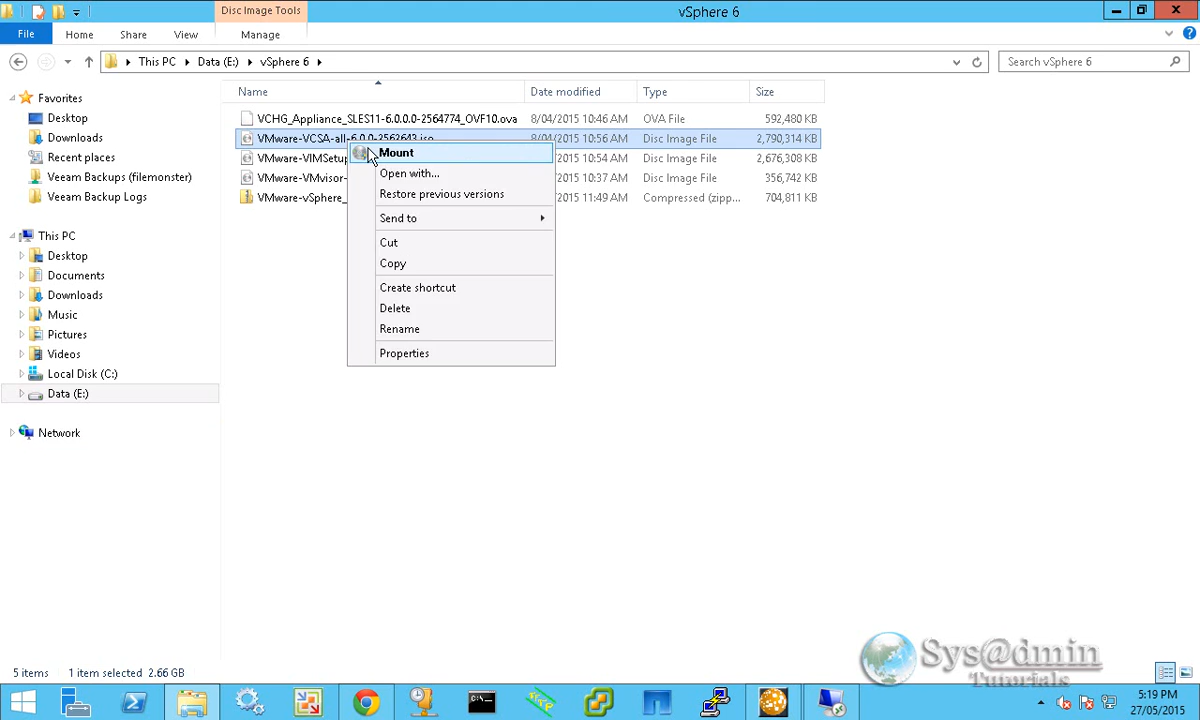 Disc Image Tools
vSphere 6
File Home Share View Manage
This PC Data (E:) vSphere 6
Search vSphere 6
Name Date modified Type Size
Favorites
Desktop
Downloads
Recent places
Veeam Backups (filemonster)
Veeam Backup Logs
This PC
Desktop
Documents
Downloads
Music
Pictures
Videos
Local Disk (C:)
Data (E:)
Network
VCHG_Appliance_SLES11-6.0.0.0-2564774_OVF10.ova 8/04/2015 10:46 AM OVA File 592,480 KB
VMware-VCSA-all-6.0.0-2562643.iso 8/04/2015 10:56 AM Disc Image File 2,790,314 KB
VMware-VIMSetup 2015 10:54 AM Disc Image File 2,676,308 KB
VMware-VMvisor- 2015 10:37 AM Disc Image File 356,742 KB
VMware-vSphere_ 2015 11:49 AM Compressed (zipp... 704,811 KB
Mount
Open with...
Restore previous versions
Send to
Cut
Copy
Create shortcut
Delete
Rename
Properties
5 items 1 item selected 2.66 GB
Sys@dmin
Tutorials
5:19 PM
27/05/2015